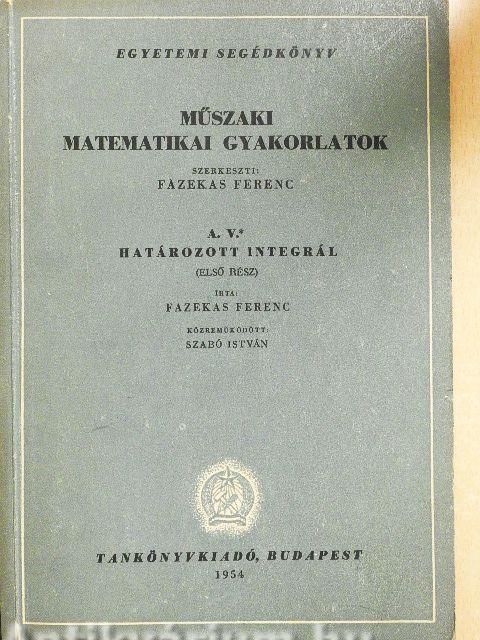 EGYETEMI SEGÉDKÖNYV
MŰSZAKI
MATEMATIKAI GYAKORLATOK
SZERKESZTI:
FAZEKAS FERENC
A. V.*
HATÁROZOTT INTEGRÁL
(ELSŐ RÉSZ)
ÍRTA:
FAZEKAS FERENC
KÖZREMŰKÖDÖTT:
SZABÓ ISTVÁN
TANKÖNYVKIADÓ, BUDAPEST
1954